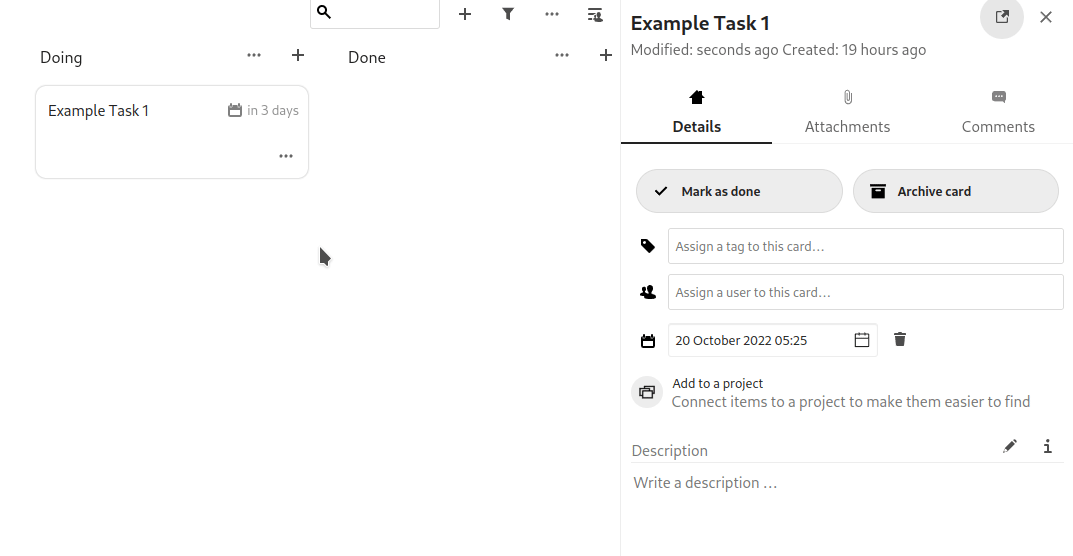 Doing
Done
Example Task 1
in 3 days
Example Task 1
Modified: seconds ago Created: 19 hours ago
Details
Attachments
Comments
Mark as done
Archive card
Assign a tag to this card…
Assign a user to this card…
20 October 2022 05:25
Add to a project
Connect items to a project to make them easier to find
Description
Write a description …